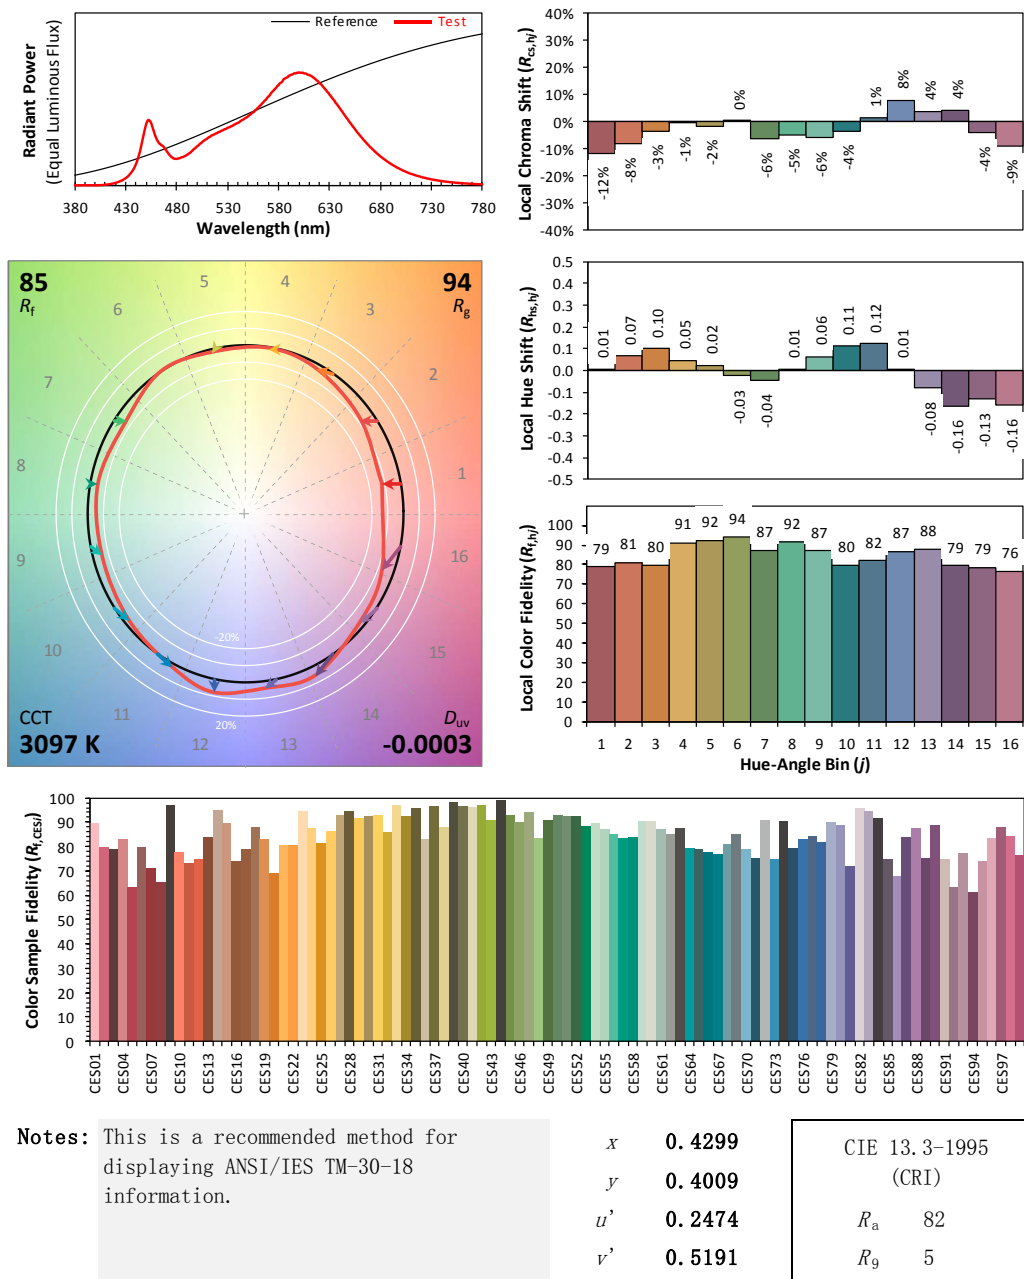 Radiant Power
(Equal Luminous Flux)
Reference Test
380 430 480 530 580 630 680 730 780
Wavelength (nm)
Local Chroma Shift (Rcs,hj)
40%
30%
20%
10%
0%
-10%
-20%
-30%
-40%
-12% -8% -3% -1% -2% 0% -6% -5% -6% -4% 1% 8% 4% 4% -4% -9%
85
Rf
94
Rg
5 4
6 3
7 2
8 1
9 16
10 15
11 14
12 13
-20%
20%
CCT
3097 K
Duv
-0.0003
Local Hue Shift (Rhs,hj)
0.5
0.4
0.3
0.2
0.1
0.0
-0.1
-0.2
-0.3
-0.4
-0.5
0.01 0.07 0.10 0.05 0.02 -0.03 -0.04 0.01 0.06 0.11 0.12 0.01 -0.08 -0.16 -0.13 -0.16
Local Color Fidelity (Rf,hj)
100
90
80
70
60
50
40
30
20
10
0
79 81 80 91 92 94 87 92 87 80 82 87 88 79 79 76
1 2 3 4 5 6 7 8 9 10 11 12 13 14 15 16
Hue-Angle Bin (j)
Color Sample Fidelity (Rf,CESi)
100
90
80
70
60
50
40
30
20
10
0
CES01 CES04 CES07 CES10 CES13 CES16 CES19 CES22 CES25 CES28 CES31 CES34 CES37 CES40 CES43 CES46 CES49 CES52 CES55 CES58 CES61 CES64 CES67 CES70 CES73 CES76 CES79 CES82 CES85 CES88 CES91 CES94 CES97
Notes: This is a recommended method for
displaying ANSI/IES TM-30-18
information.
x 0.4299
y 0.4009
u' 0.2474
v' 0.5191
CIE 13.3-1995
(CRI)
Ra 82
R9 5